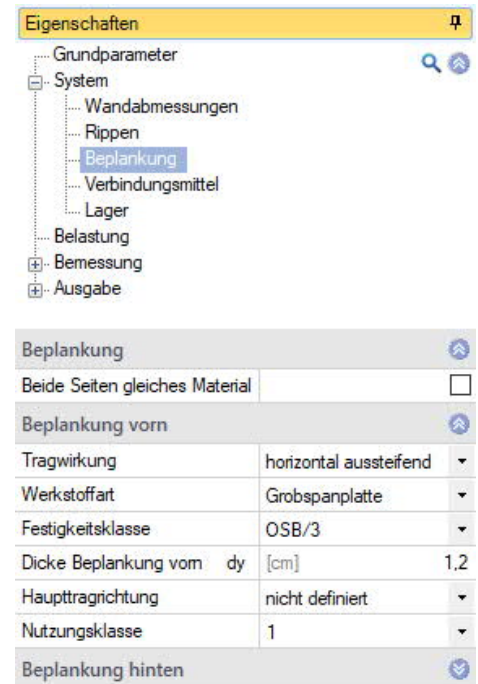 Eigenschaften
Grundparameter
System
Wandabmessungen
Rippen
Beplankung
Verbindungsmittel
Lager
Belastung
Bemessung
Ausgabe
Beplankung
Beide Seiten gleiches Material
Beplankung vorn
Tragwirkung horizontal aussteifend
Werkstoffart Grobspanplatte
Festigkeitsklasse OSB/3
Dicke Beplankung vorn dy [cm] 1,2
Haupttragrichtung nicht definiert
Nutzungsklasse 1
Beplankung hinten